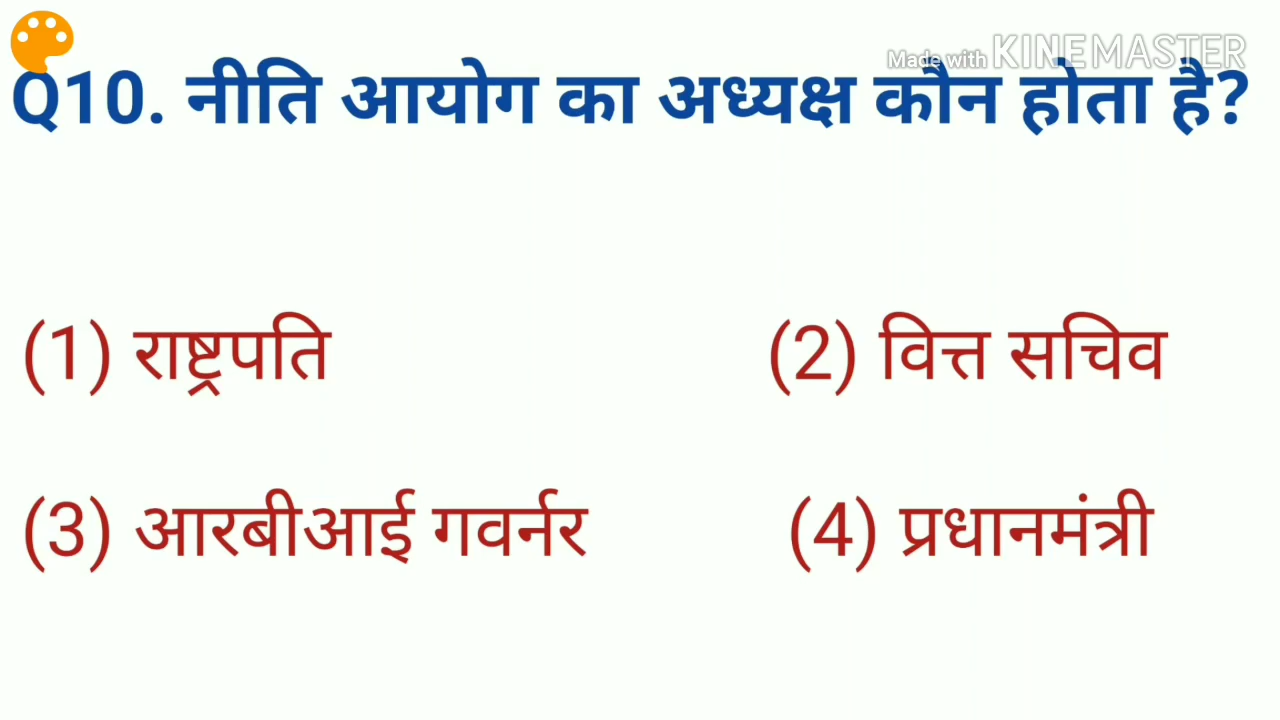 Made with KINEMASTER
Q10. नीति आयोग का अध्यक्ष कौन होता है?
(1) राष्ट्रपति (2) वित्त सचिव
(3) आरबीआई गवर्नर (4) प्रधानमंत्री